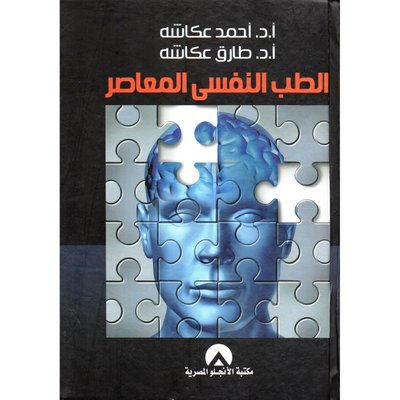 أ.د. أحمد عكاشه
أ.د. طارق عكاشه
الطب النفسى المعاصر
مكتبة الأنجلو المصرية